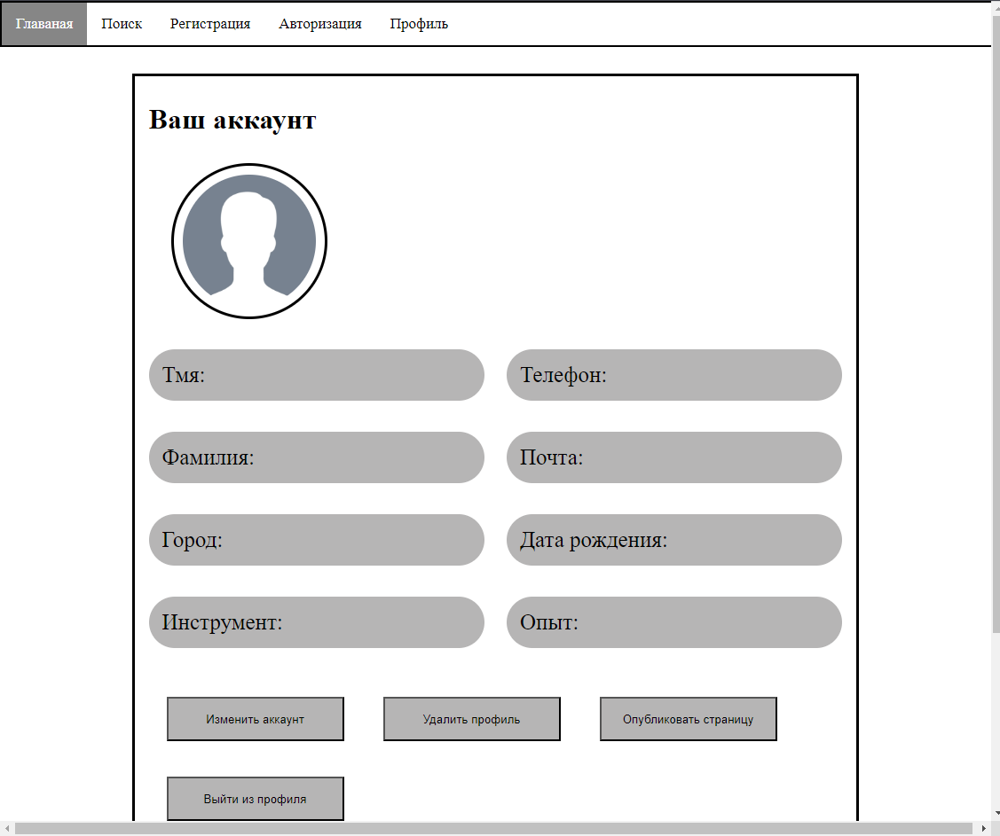 Главаная Поиск Регистрация Авторизация Профиль
Ваш аккаунт
Тмя: Телефон:
Фамилия: Почта:
Город: Дата рождения:
Инструмент: Опыт:
Изменить аккаунт Удалить профиль Опубликовать страницу
Выйти из профиля